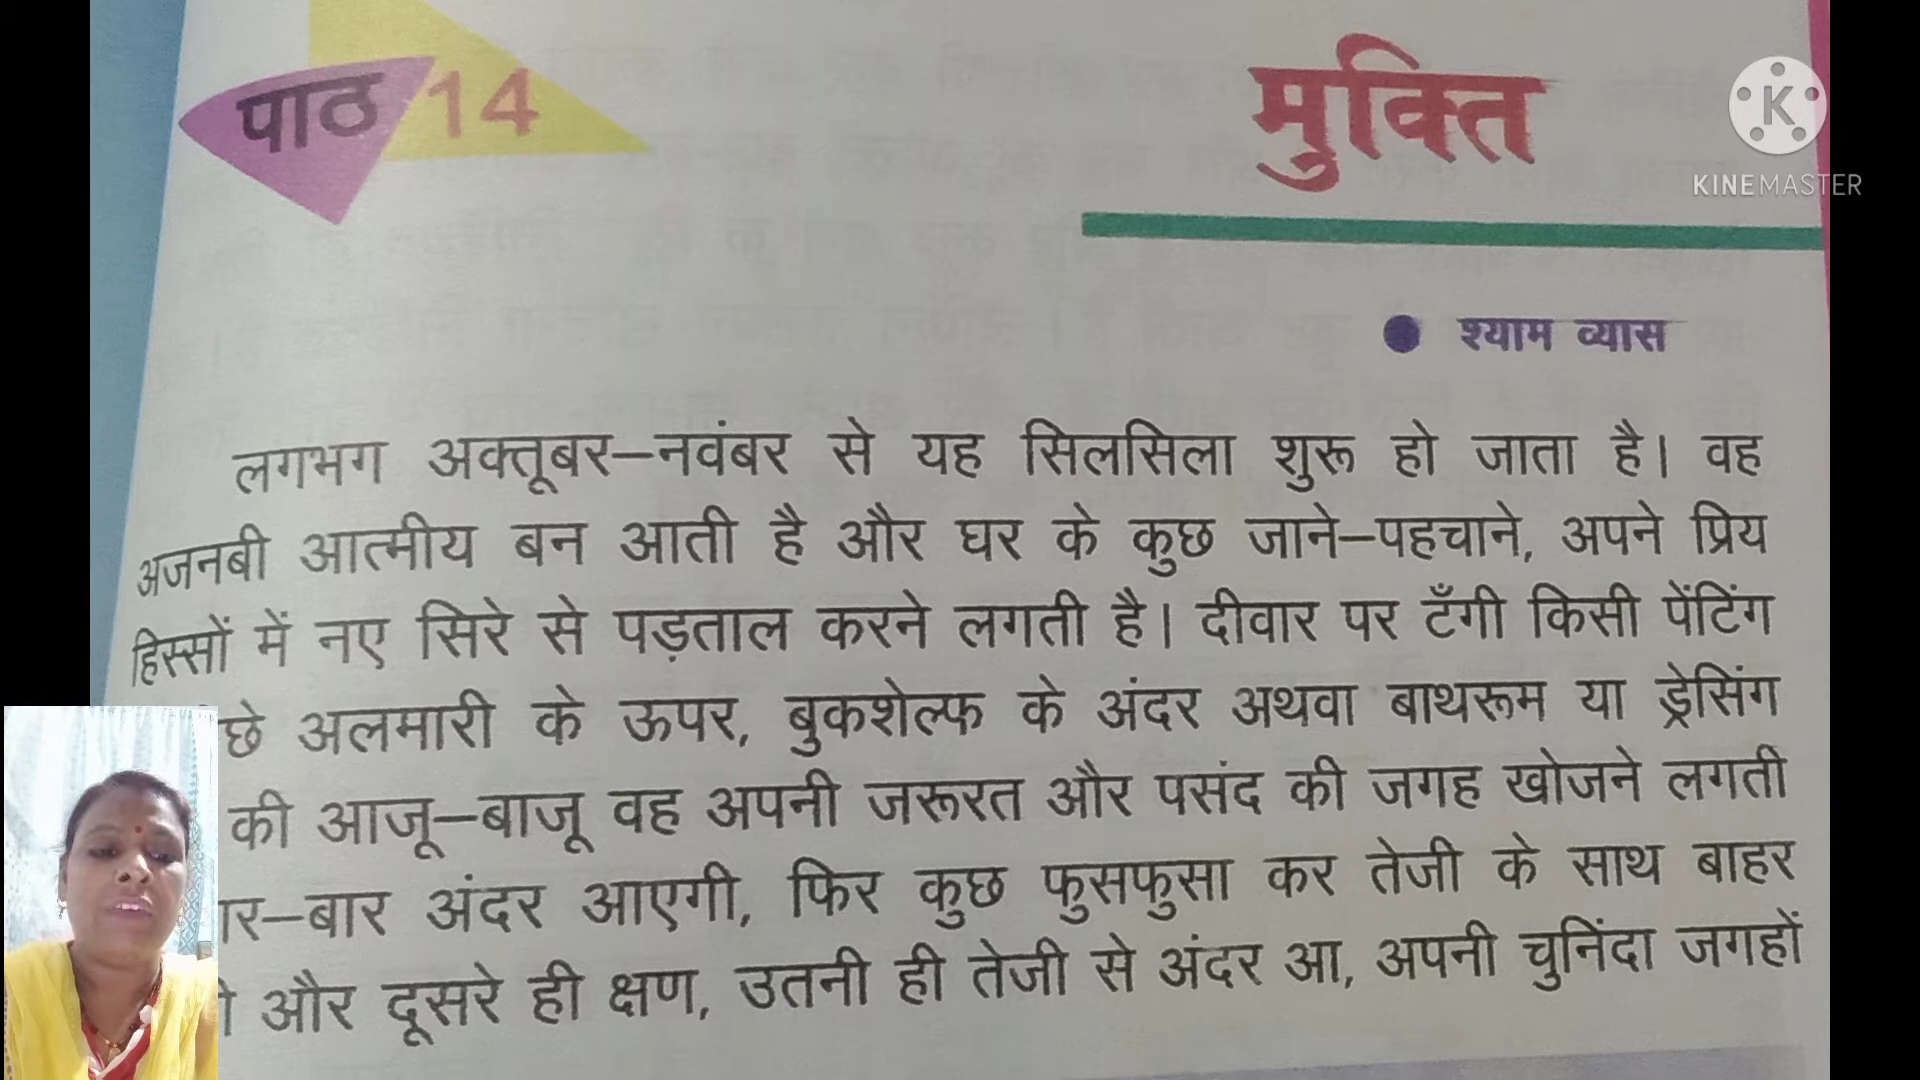 पाठ 14
मुक्ति
KINEMASTER
श्याम व्यास
लगभग अक्तूबर–नवंबर से यह सिलसिला शुरू हो जाता है। वह
अजनबी आत्मीय बन आती है और घर के कुछ जाने–पहचाने, अपने प्रिय
हिस्सों में नए सिरे से पड़ताल करने लगती है। दीवार पर टँगी किसी पेंटिंग
अलमारी के ऊपर, बुकशेल्फ के अंदर अथवा बाथरूम या ड्रेसिंग
की आजू–बाजू वह अपनी जरूरत और पसंद की जगह खोजने लगती
–बार अंदर आएगी, फिर कुछ फुसफुसा कर तेजी के साथ बाहर
और दूसरे ही क्षण, उतनी ही तेजी से अंदर आ, अपनी चुनिंदा जगहों